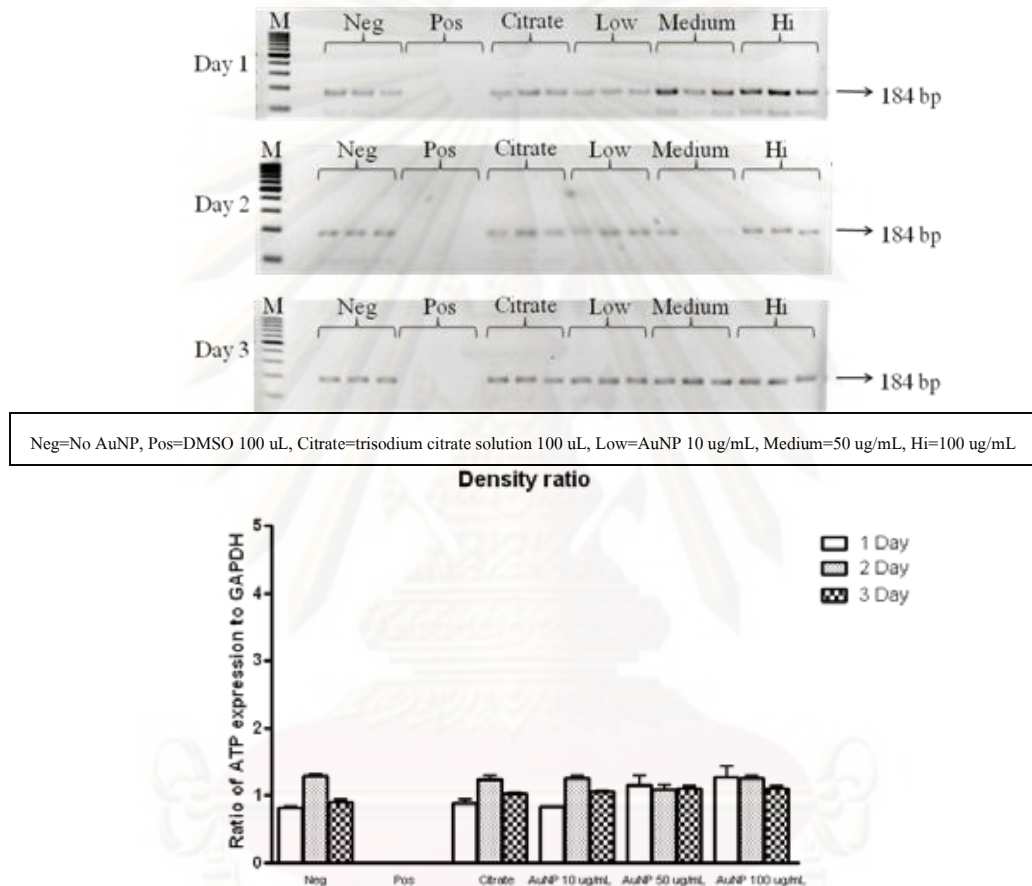 M Neg Pos Citrate Low Medium Hi
Day 1
184 bp
M Neg Pos Citrate Low Medium Hi
Day 2
184 bp
M Neg Pos Citrate Low Medium Hi
Day 3
184 bp
Neg=No AuNP, Pos=DMSO 100 uL, Citrate=trisodium citrate solution 100 uL, Low=AuNP 10 ug/mL, Medium=50 ug/mL, Hi=100 ug/mL
Density ratio
Ratio of ATP expression to GAPDH
5
4
3
2
1
0
1 Day
2 Day
3 Day
Neg Pos Citrate AuNP 10 ug/mL AuNP 50 ug/mL AuNP 100 ug/mL